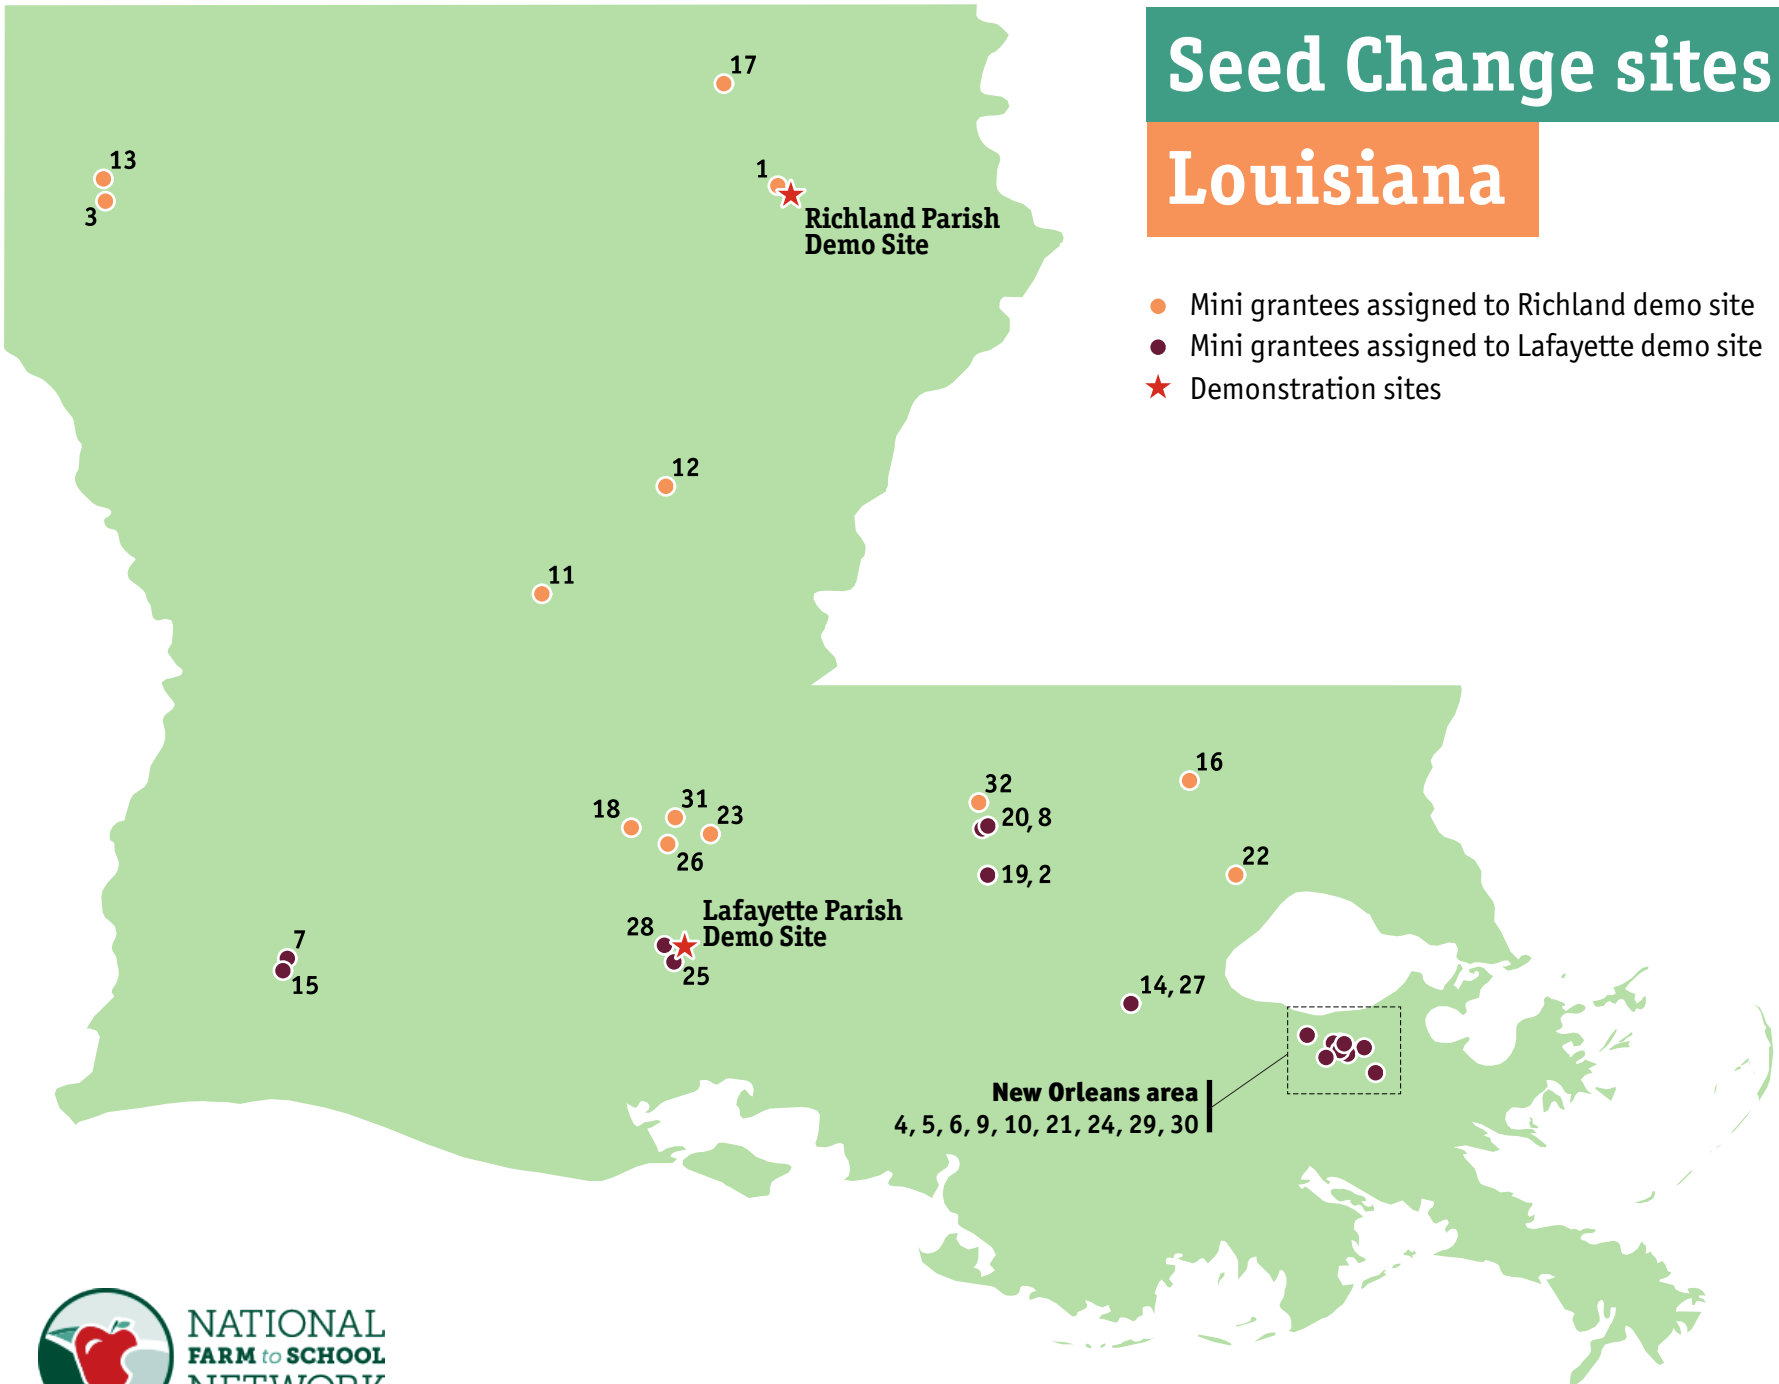 Seed Change sites
Louisiana
Mini grantees assigned to Richland demo site
Mini grantees assigned to Lafayette demo site
Demonstration sites
17
13
3
1
Richland Parish
Demo Site
12
11
16
32
20, 8
19, 2
18
31
23
26
22
Lafayette Parish
Demo Site
28
25
7
15
14, 27
New Orleans area
4, 5, 6, 9, 10, 21, 24, 29, 30
NATIONAL
FARM to SCHOOL
NETWORK